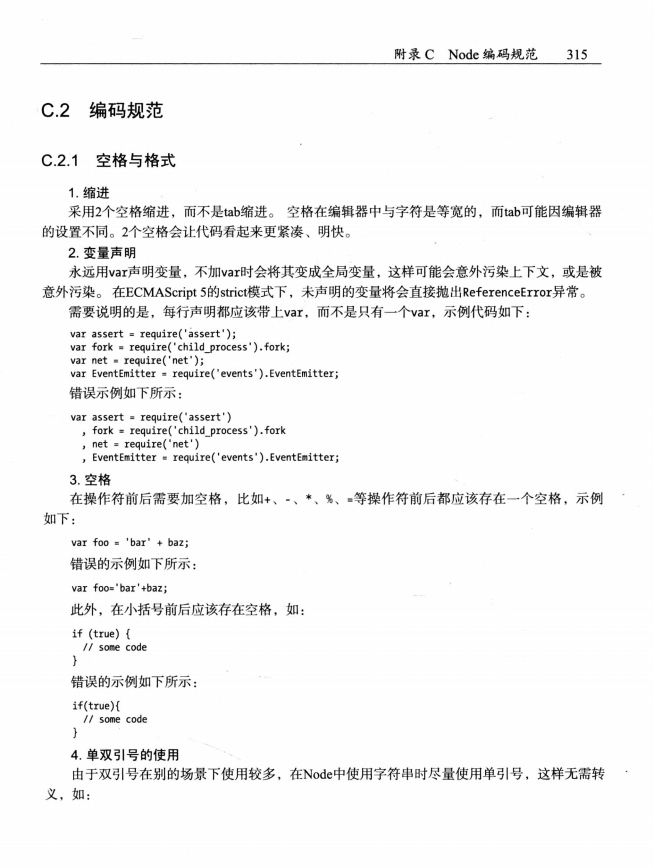 附录 C Node 编码规范 315
C.2 编码规范
C.2.1 空格与格式
1. 缩进
采用2个空格缩进，而不是tab缩进。 空格在编辑器中与字符是等宽的，而tab可能因编辑器
的设置不同。2个空格会让代码看起来更紧凑、明快。
2. 变量声明
永远用var声明变量，不加var时会将其变成全局变量，这样可能会意外污染上下文，或是被
意外污染。 在ECMAScript 5的strict模式下，未声明的变量将会直接抛出ReferenceError异常。
需要说明的是，每行声明都应该带上var，而不是只有一个var，示例代码如下：
var assert = require('assert');
var fork = require('child_process').fork;
var net = require('net');
var EventEmitter = require('events').EventEmitter;
错误示例如下所示：
var assert = require('assert')
  , fork = require('child_process').fork
  , net = require('net')
  , EventEmitter = require('events').EventEmitter;
3. 空格
在操作符前后需要加空格，比如+、-、*、%、=等操作符前后都应该存在一个空格，示例
如下：
var foo = 'bar' + baz;
错误的示例如下所示：
var foo='bar'+baz;
此外，在小括号前后应该存在空格，如：
if (true) {
  // some code
}
错误的示例如下所示：
if(true){
  // some code
}
4. 单双引号的使用
由于双引号在别的场景下使用较多，在Node中使用字符串时尽量使用单引号，这样无需转
义，如：